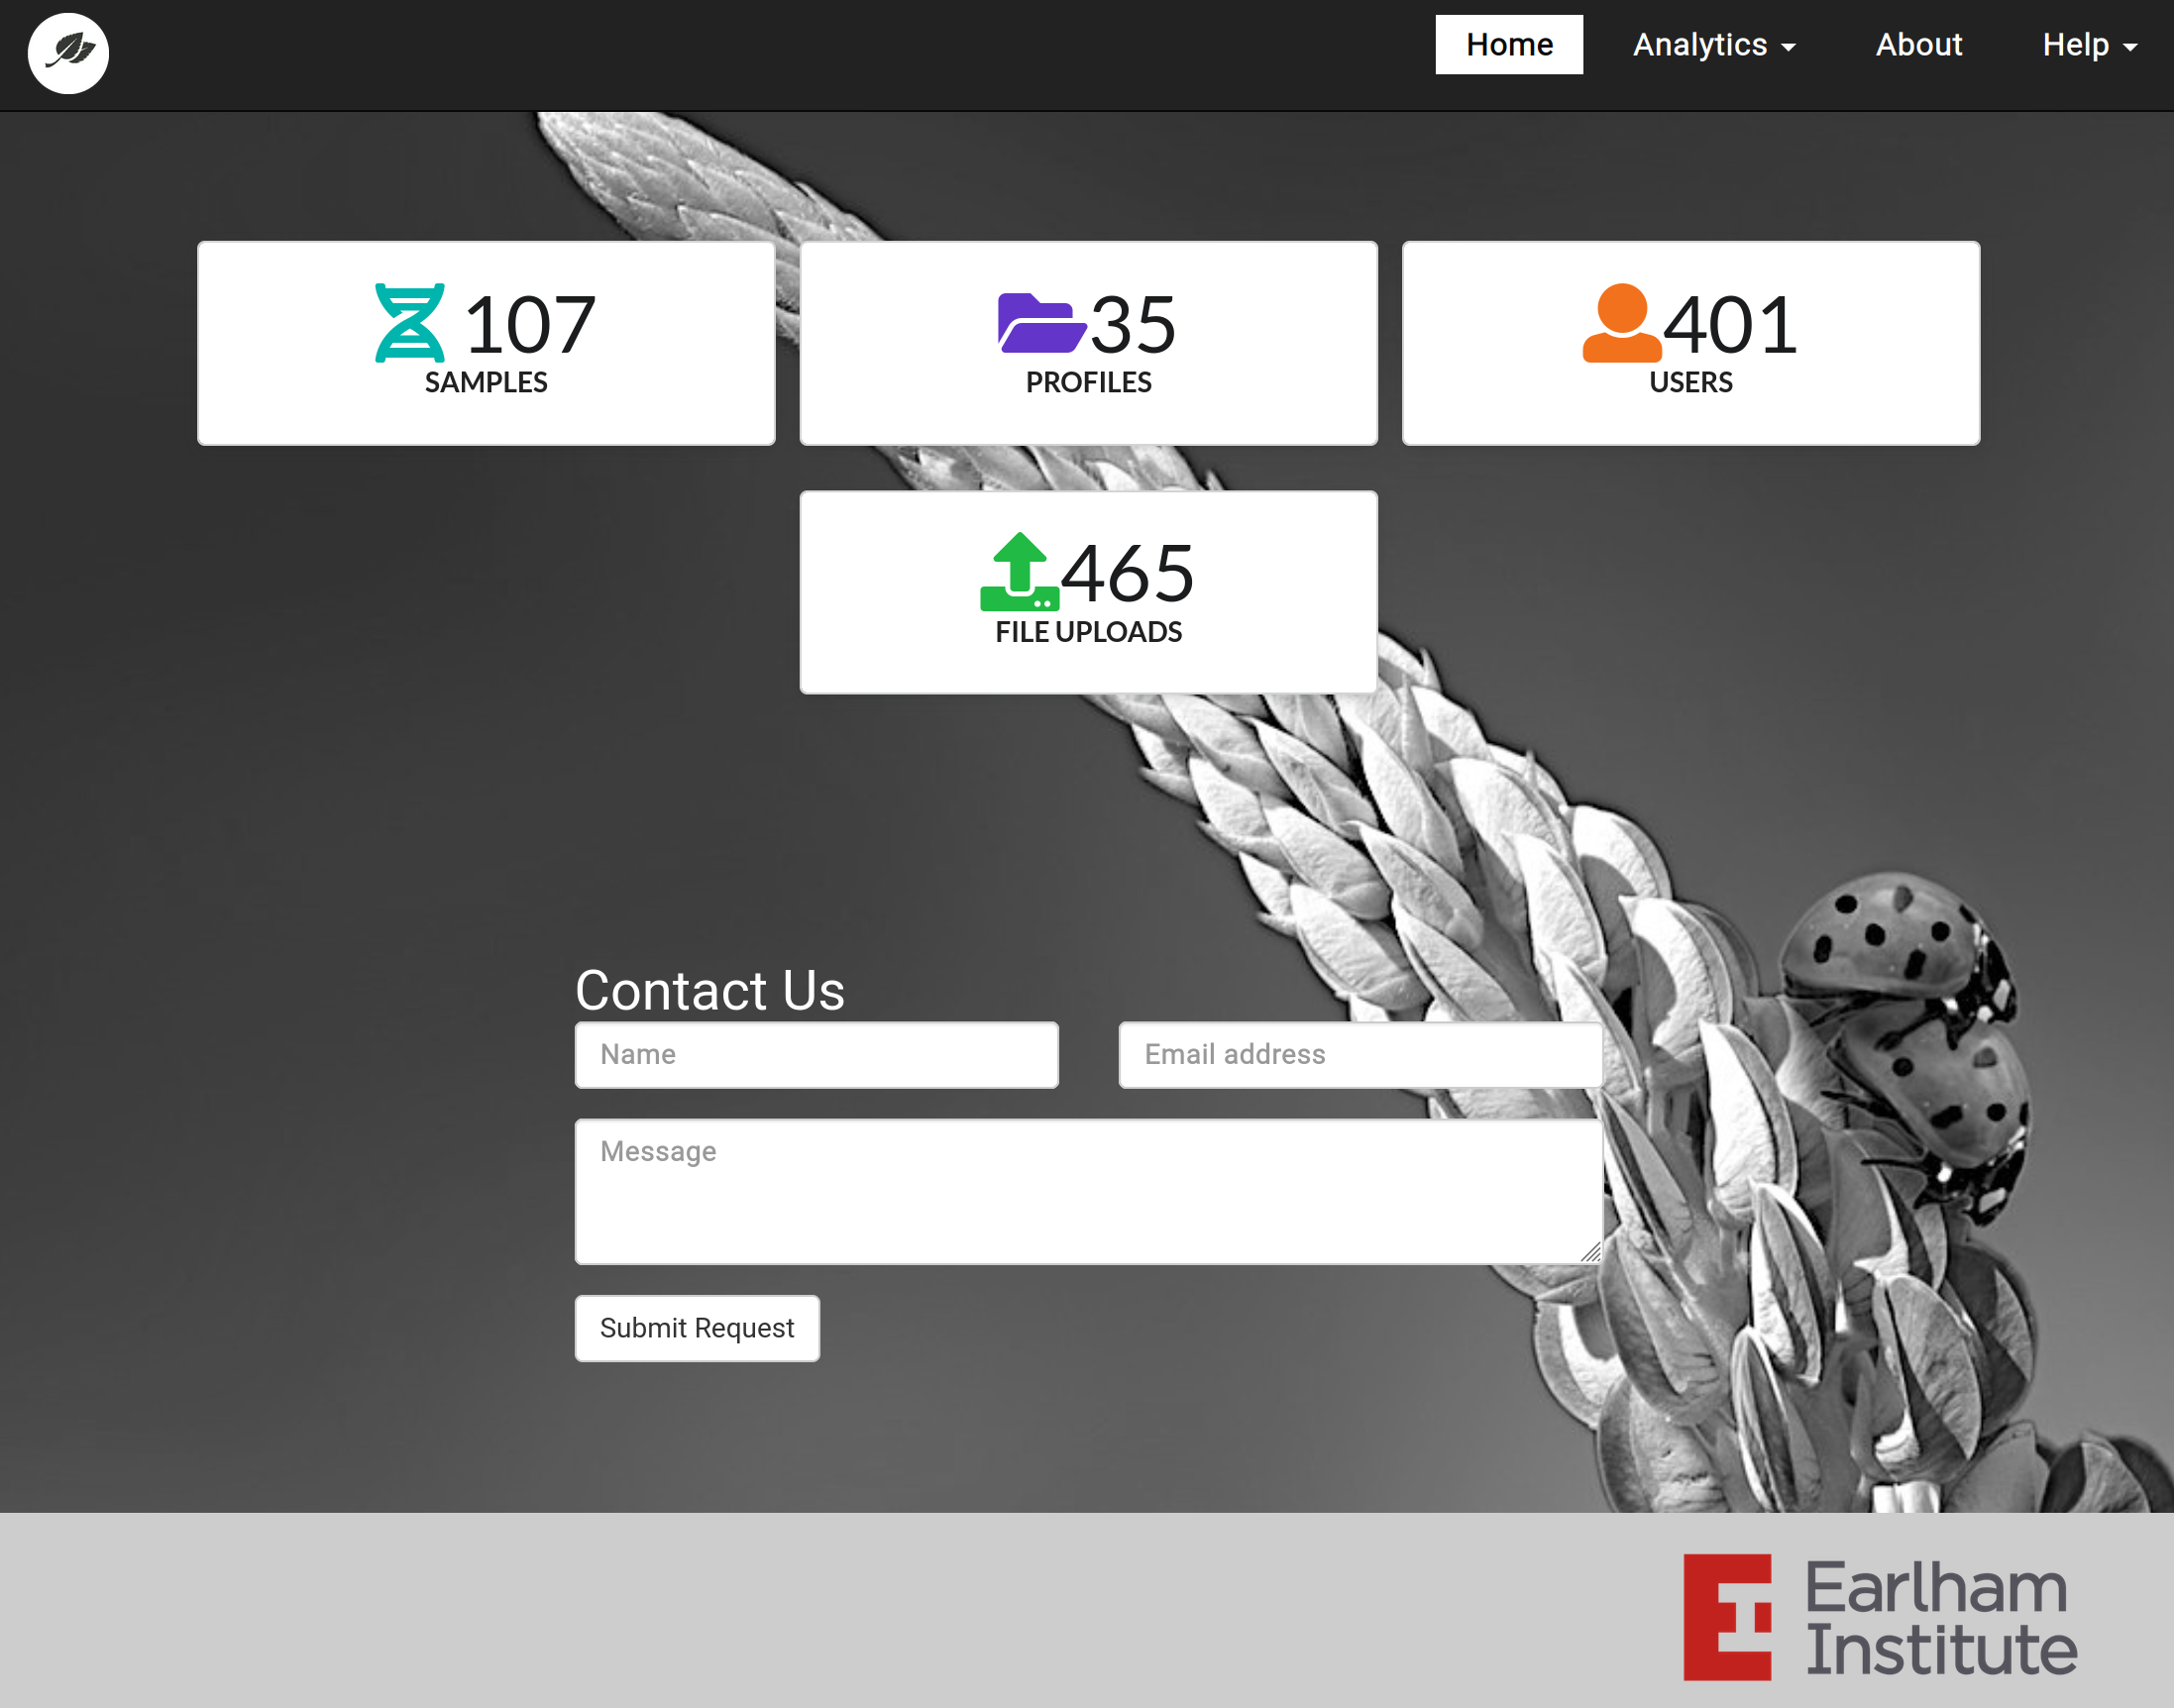 Home Analytics About Help
107
SAMPLES
35
PROFILES
401
USERS
465
FILE UPLOADS
Contact Us
Name
Email address
Message
Submit Request
Earlham
Institute